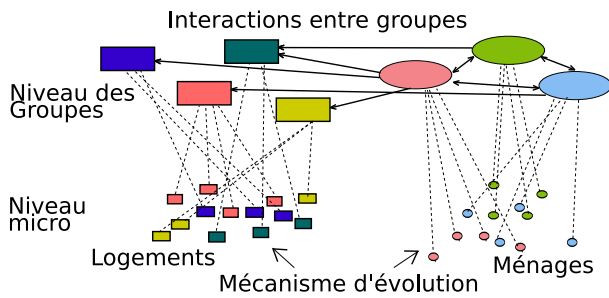 Interactions entre groupes
Niveau des
Groupes
Niveau
micro
Logements
Mécanisme d'évolution
Ménages